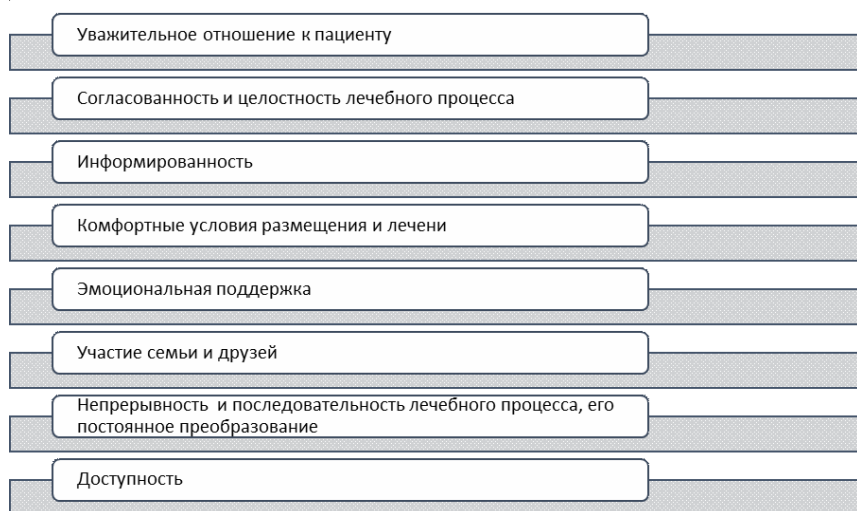 Уважительное отношение к пациенту
Согласованность и целостность лечебного процесса
Информированность
Комфортные условия размещения и лечени
Эмоциональная поддержка
Участие семьи и друзей
Непрерывность и последовательность лечебного процесса, его
постоянное преобразование
Доступность